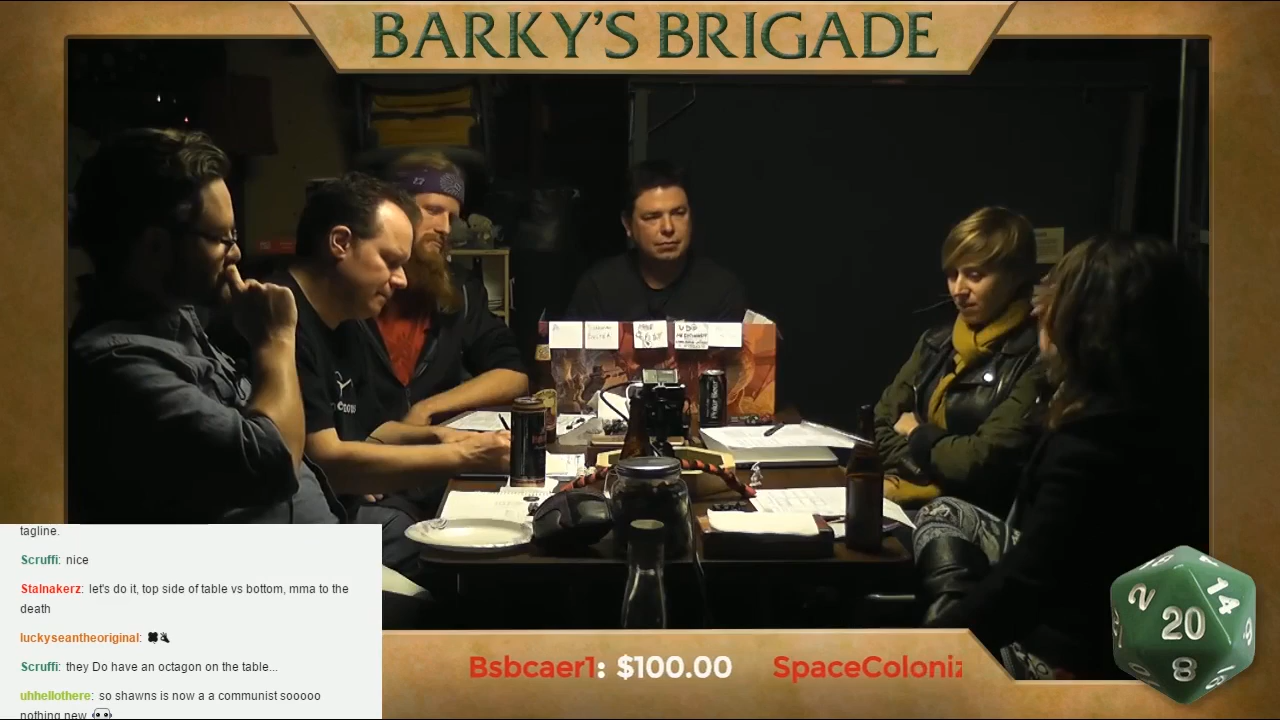 BARKY'S BRIGADE
tagline.
Scruffi: nice
Stalnakerz: let's do it, top side of table vs bottom, mma to the
death
luckyseantheoriginal:
Scruffi: they Do have an octagon on the table...
uhhellothere: so shawns is now a a communist sooooo
nothing new
Bsbcaer1: $100.00 SpaceColoniz
2
14
20
8